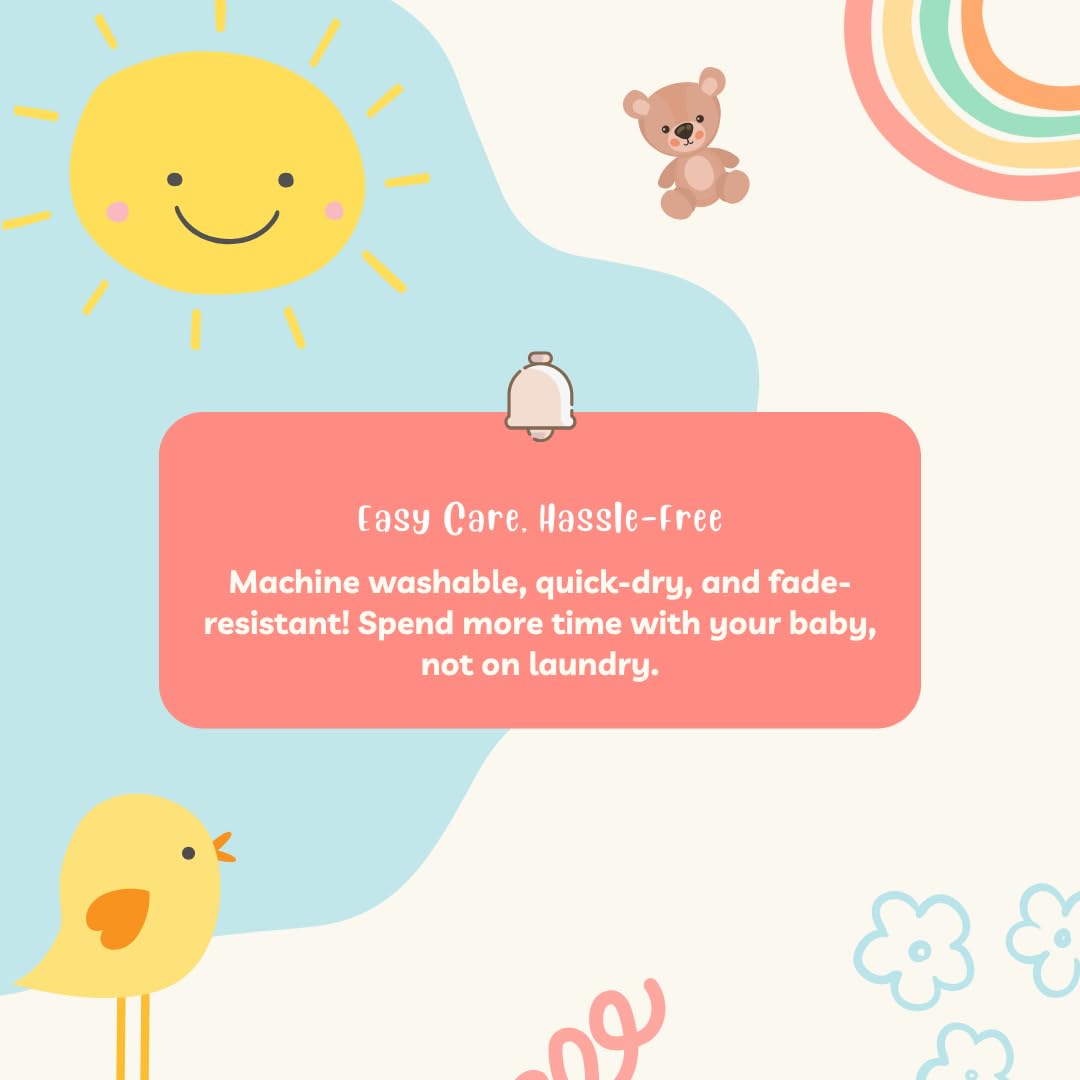 Easy Care, Hassle-Free
Machine washable, quick-dry, and fade-
resistant! Spend more time with your baby,
not on laundry.